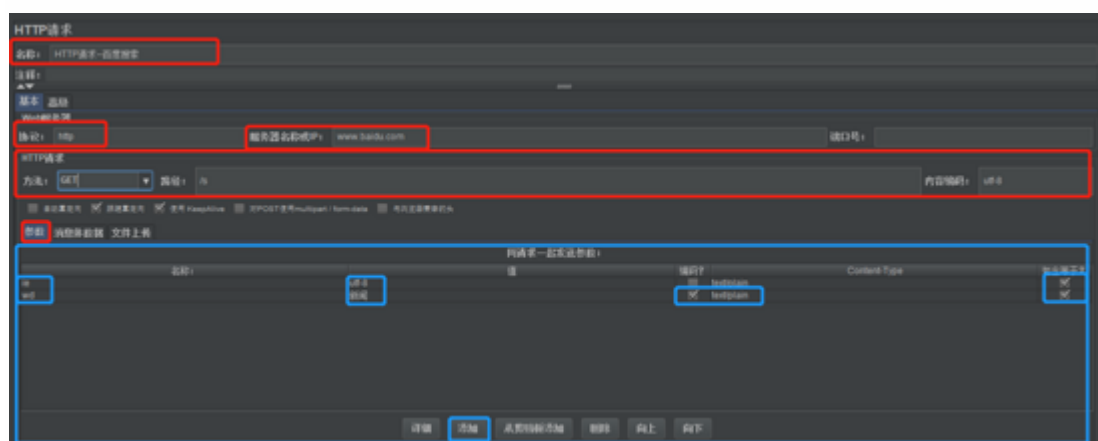 HTTP请求
名称： HTTP请求-百度搜索
注释：
基本 高级
Web服务器
协议： http 服务器名称或IP： www.baidu.com 端口号：
HTTP请求
方法： GET 路径： /s 内容编码： utf-8
自动重定向 跟随重定向 使用 KeepAlive 对POST使用multipart / form-data 与浏览器兼容的头
参数 消息体数据 文件上传
同请求一起发送参数：
名称： 值 编码? Content-Type 包含等于?
ie utf-8 text/plain
wd 新闻 text/plain
详细 添加 从剪贴板添加 删除 向上 向下